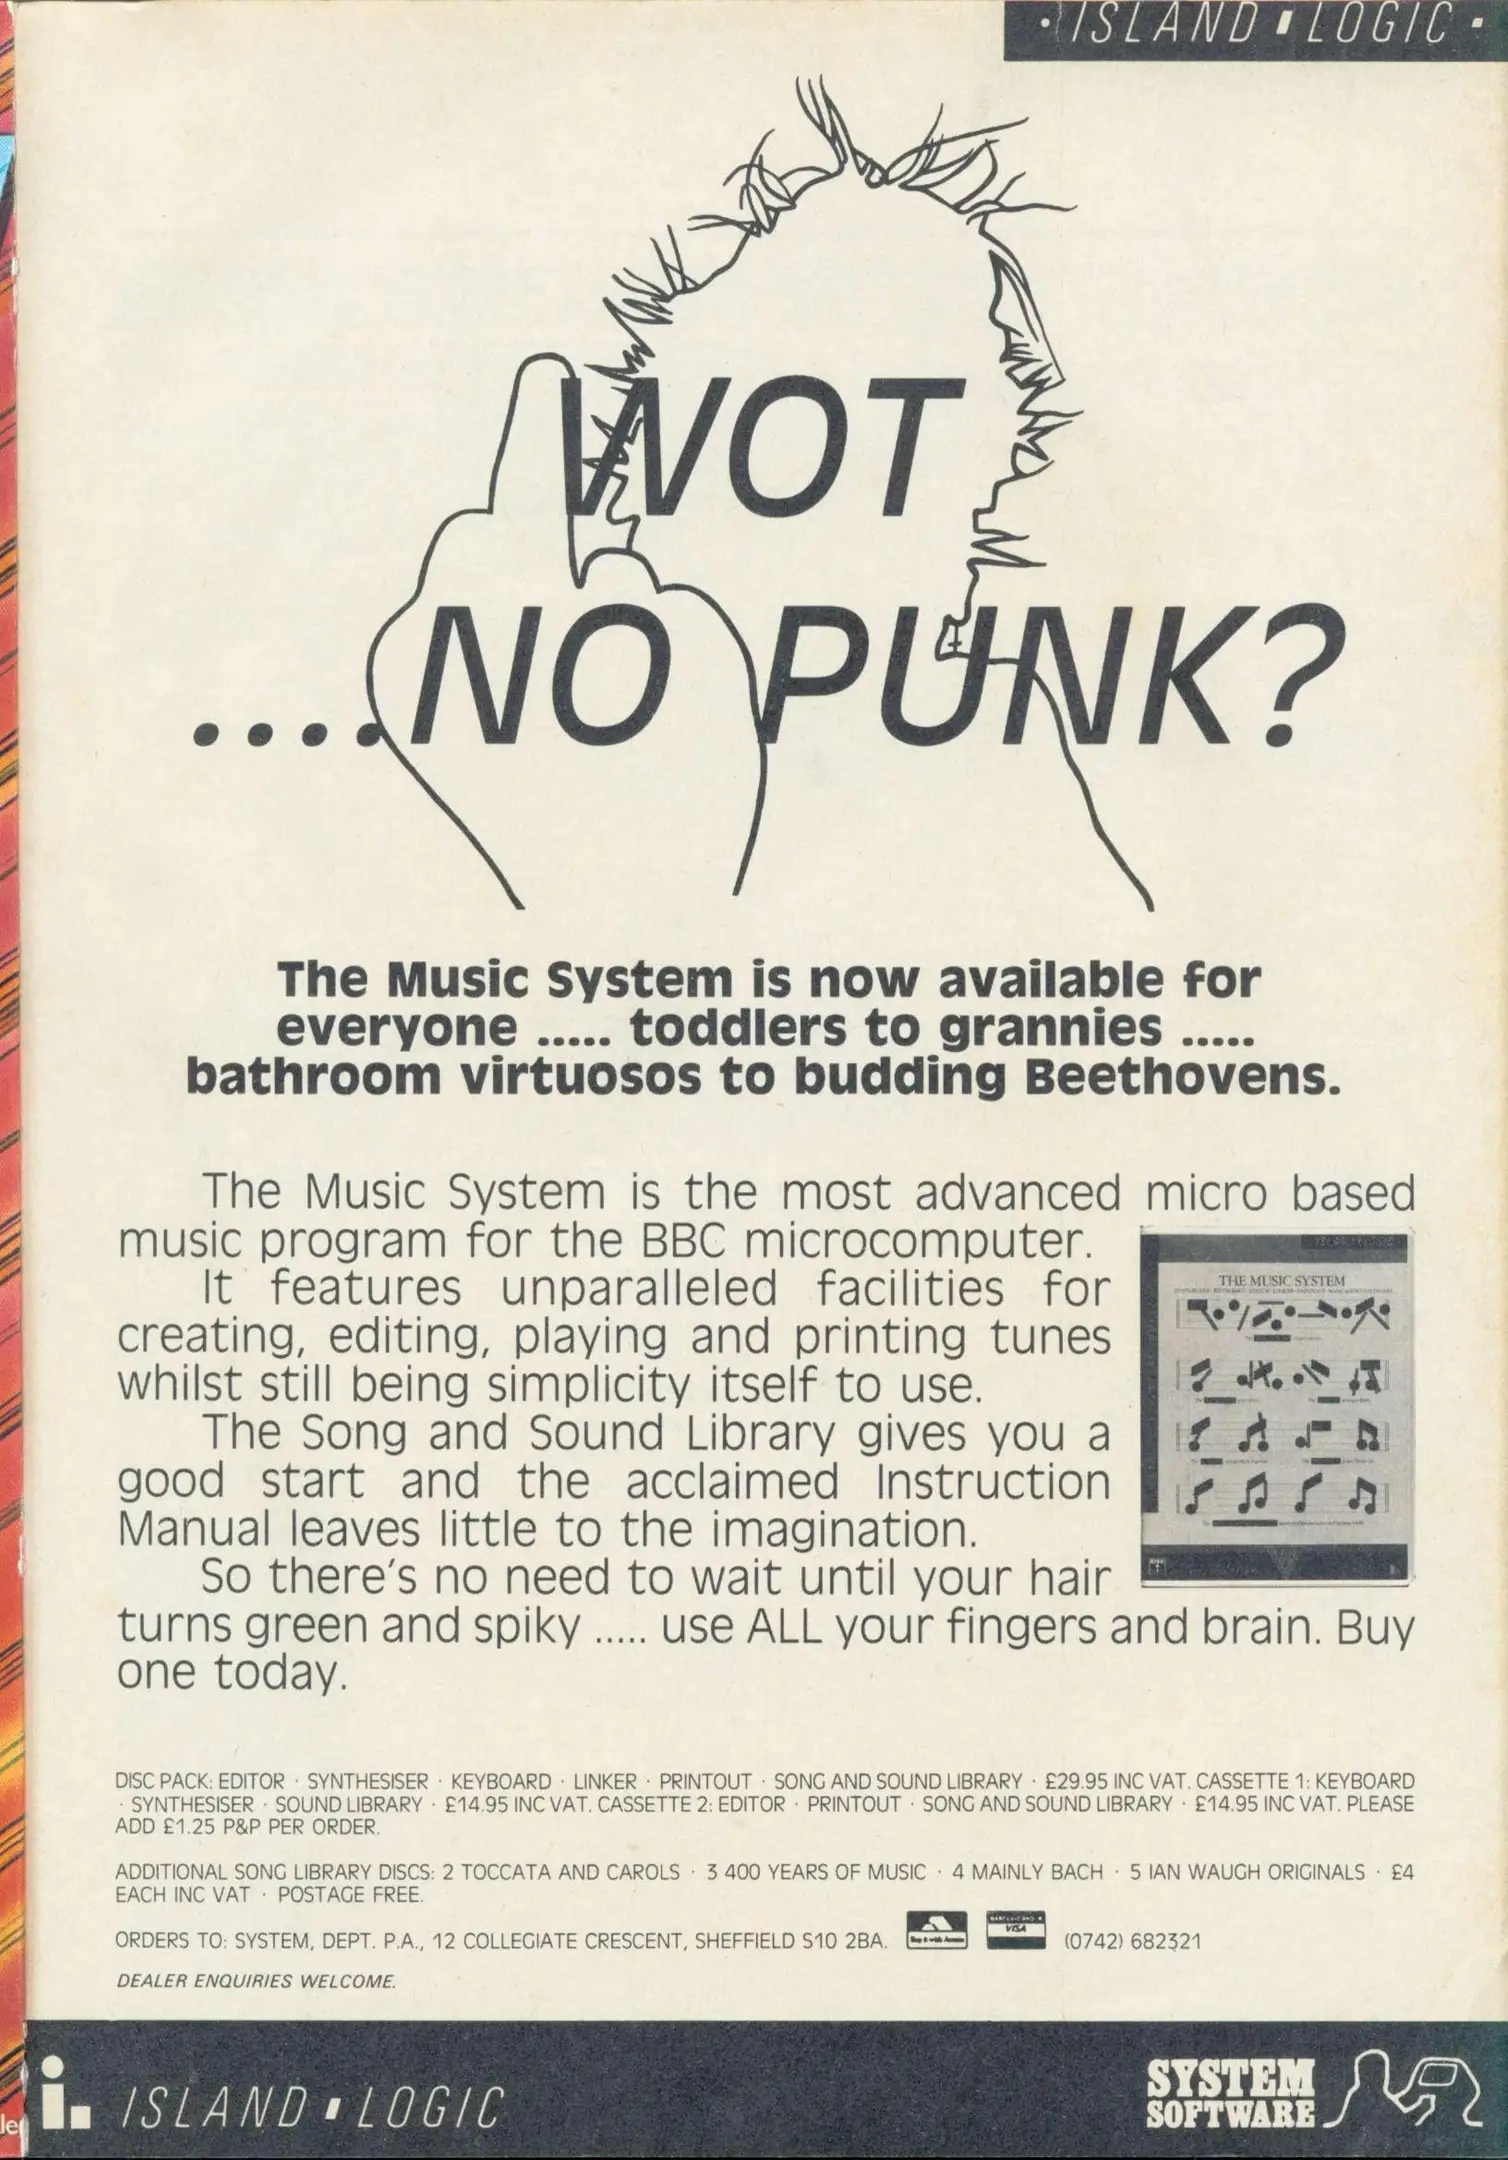 · ISLAND · LOGIC ·
WOT
....NO PUNK?
The Music System is now available for
everyone ..... toddlers to grannies .....
bathroom virtuosos to budding Beethovens.
The Music System is the most advanced micro based
music program for the BBC microcomputer.
It features unparalleled facilities for
creating, editing, playing and printing tunes
whilst still being simplicity itself to use.
The Song and Sound Library gives you a
good start and the acclaimed Instruction
Manual leaves little to the imagination.
So there's no need to wait until your hair
turns green and spiky ..... use ALL your fingers and brain. Buy
one today.
THE MUSIC SYSTEM
DISC PACK: EDITOR · SYNTHESISER · KEYBOARD · LINKER · PRINTOUT · SONG AND SOUND LIBRARY · £29.95 INC VAT. CASSETTE 1: KEYBOARD
· SYNTHESISER · SOUND LIBRARY · £14.95 INC VAT. CASSETTE 2: EDITOR · PRINTOUT · SONG AND SOUND LIBRARY · £14.95 INC VAT. PLEASE
ADD £1.25 P&P PER ORDER.
ADDITIONAL SONG LIBRARY DISCS: 2 TOCCATA AND CAROLS · 3 400 YEARS OF MUSIC · 4 MAINLY BACH · 5 IAN WAUGH ORIGINALS · £4
EACH INC VAT · POSTAGE FREE.
ORDERS TO: SYSTEM, DEPT. P.A., 12 COLLEGIATE CRESCENT, SHEFFIELD S10 2BA. VISA (0742) 682321
DEALER ENQUIRIES WELCOME.
i. ISLAND · LOGIC
SYSTEM
SOFTWARE